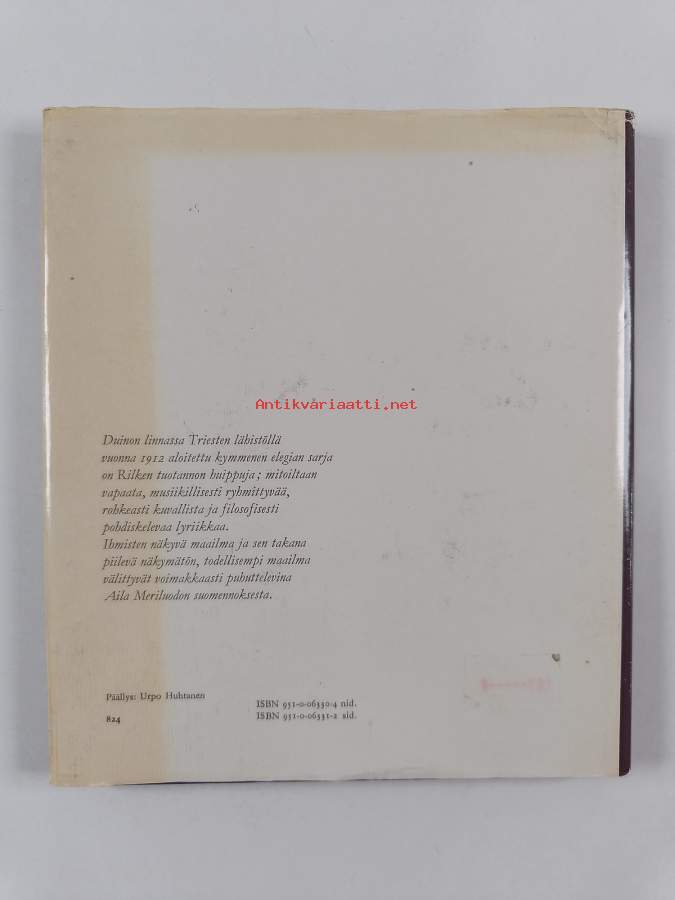 Antikvariaatti.net
Duinon linnassa Triesten lähistöllä
vuonna 1912 aloitettu kymmenen elegian sarja
on Rilken tuotannon huippuja; mitoiltaan
vapaata, musiikillisesti ryhmittyvää,
rohkeasti kuvallista ja filosofisesti
pohdiskelevaa lyriikkaa.
Ihmisten näkyvä maailma ja sen takana
piilevä näkymätön, todellisempi maailma
välittyvät voimakkaasti puhuttelevina
Aila Meriluodon suomennoksesta.
Päällys: Urpo Huhtanen
824
ISBN 951-0-06330-4 nid.
ISBN 951-0-06331-2 sid.